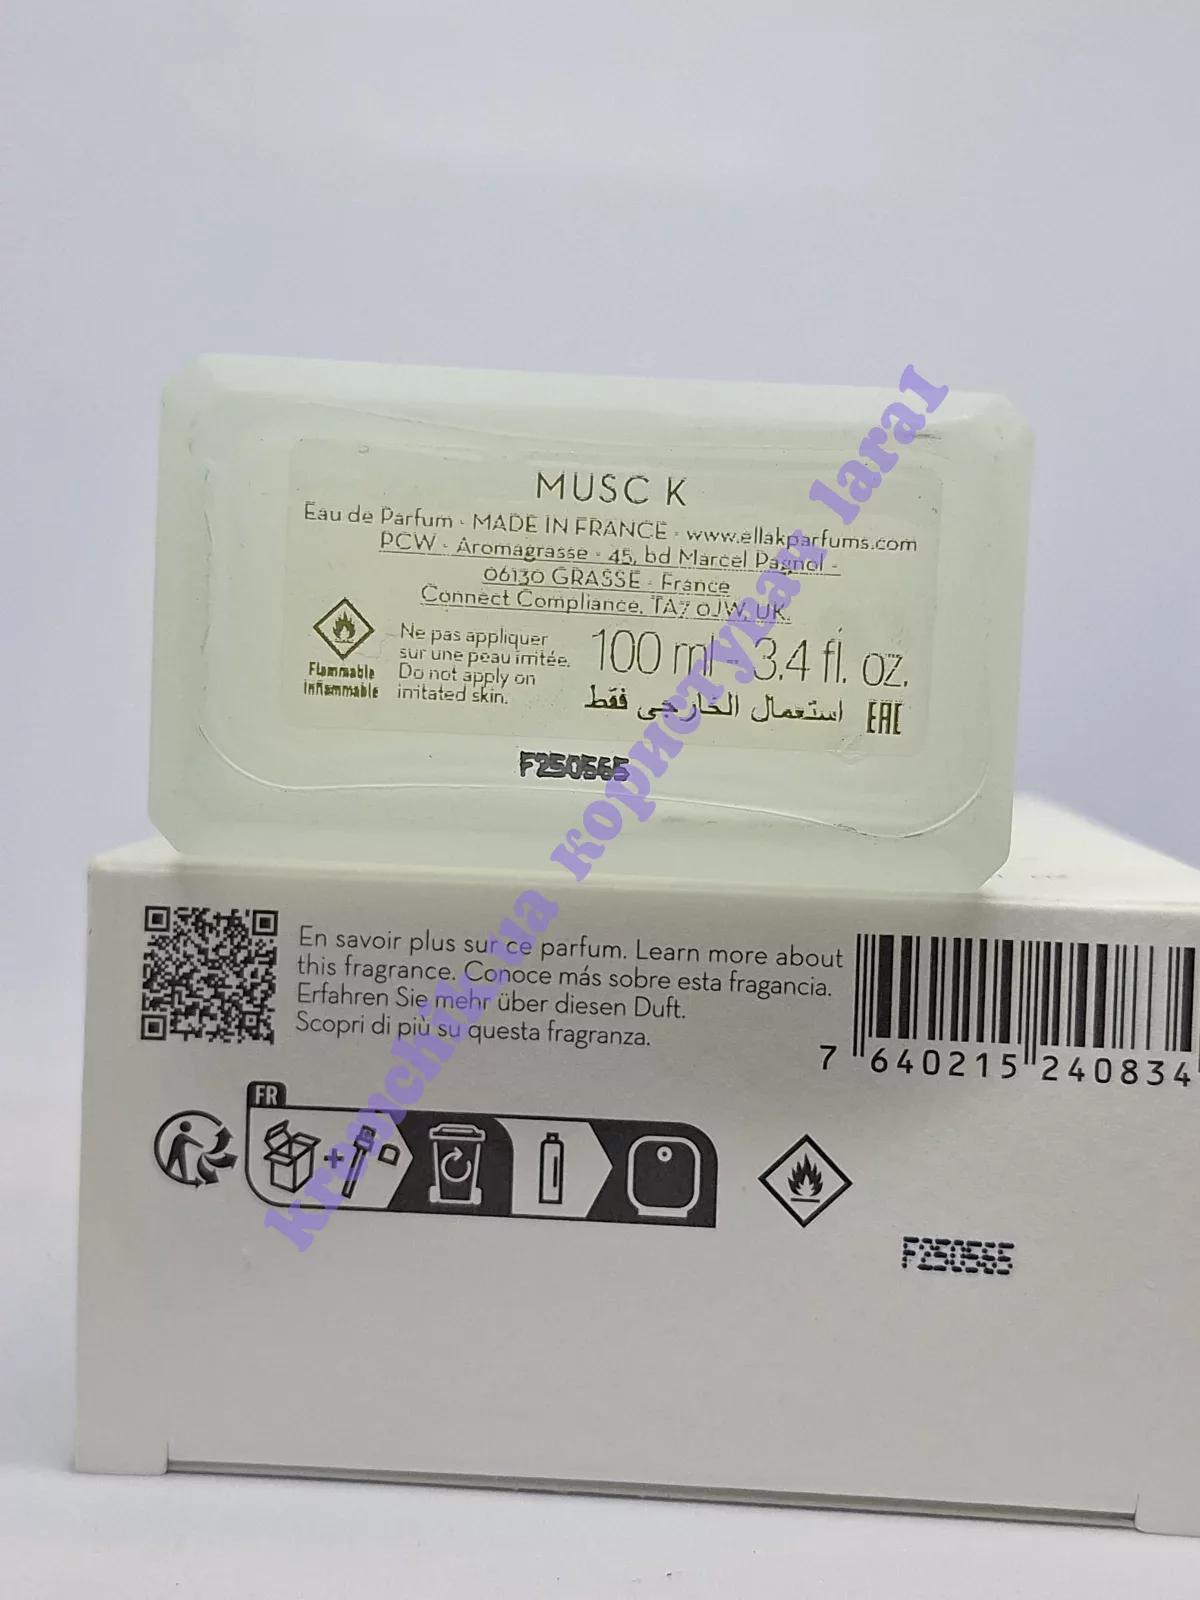 MUSC K
Eau de Parfum - MADE IN FRANCE - www.ellakparfums.com
PCW - Aromagrasse - 45, bd Marcel Pagnol -
06130 GRASSE - France
Connect Compliance, TA7 0JW, UK.
Flammable
Inflammable
Ne pas appliquer
sur une peau irritée.
Do not apply on
irritated skin.
100 ml - 3.4 fl. oz.
استعمال الخارجي فقط
EAC
F250565
En savoir plus sur ce parfum. Learn more about
this fragrance. Conoce más sobre esta fragancia.
Erfahren Sie mehr über diesen Duft.
Scopri di più su questa fragranza.
7 640215 240834
FR
F250565
kremchik.ua користувач lara1